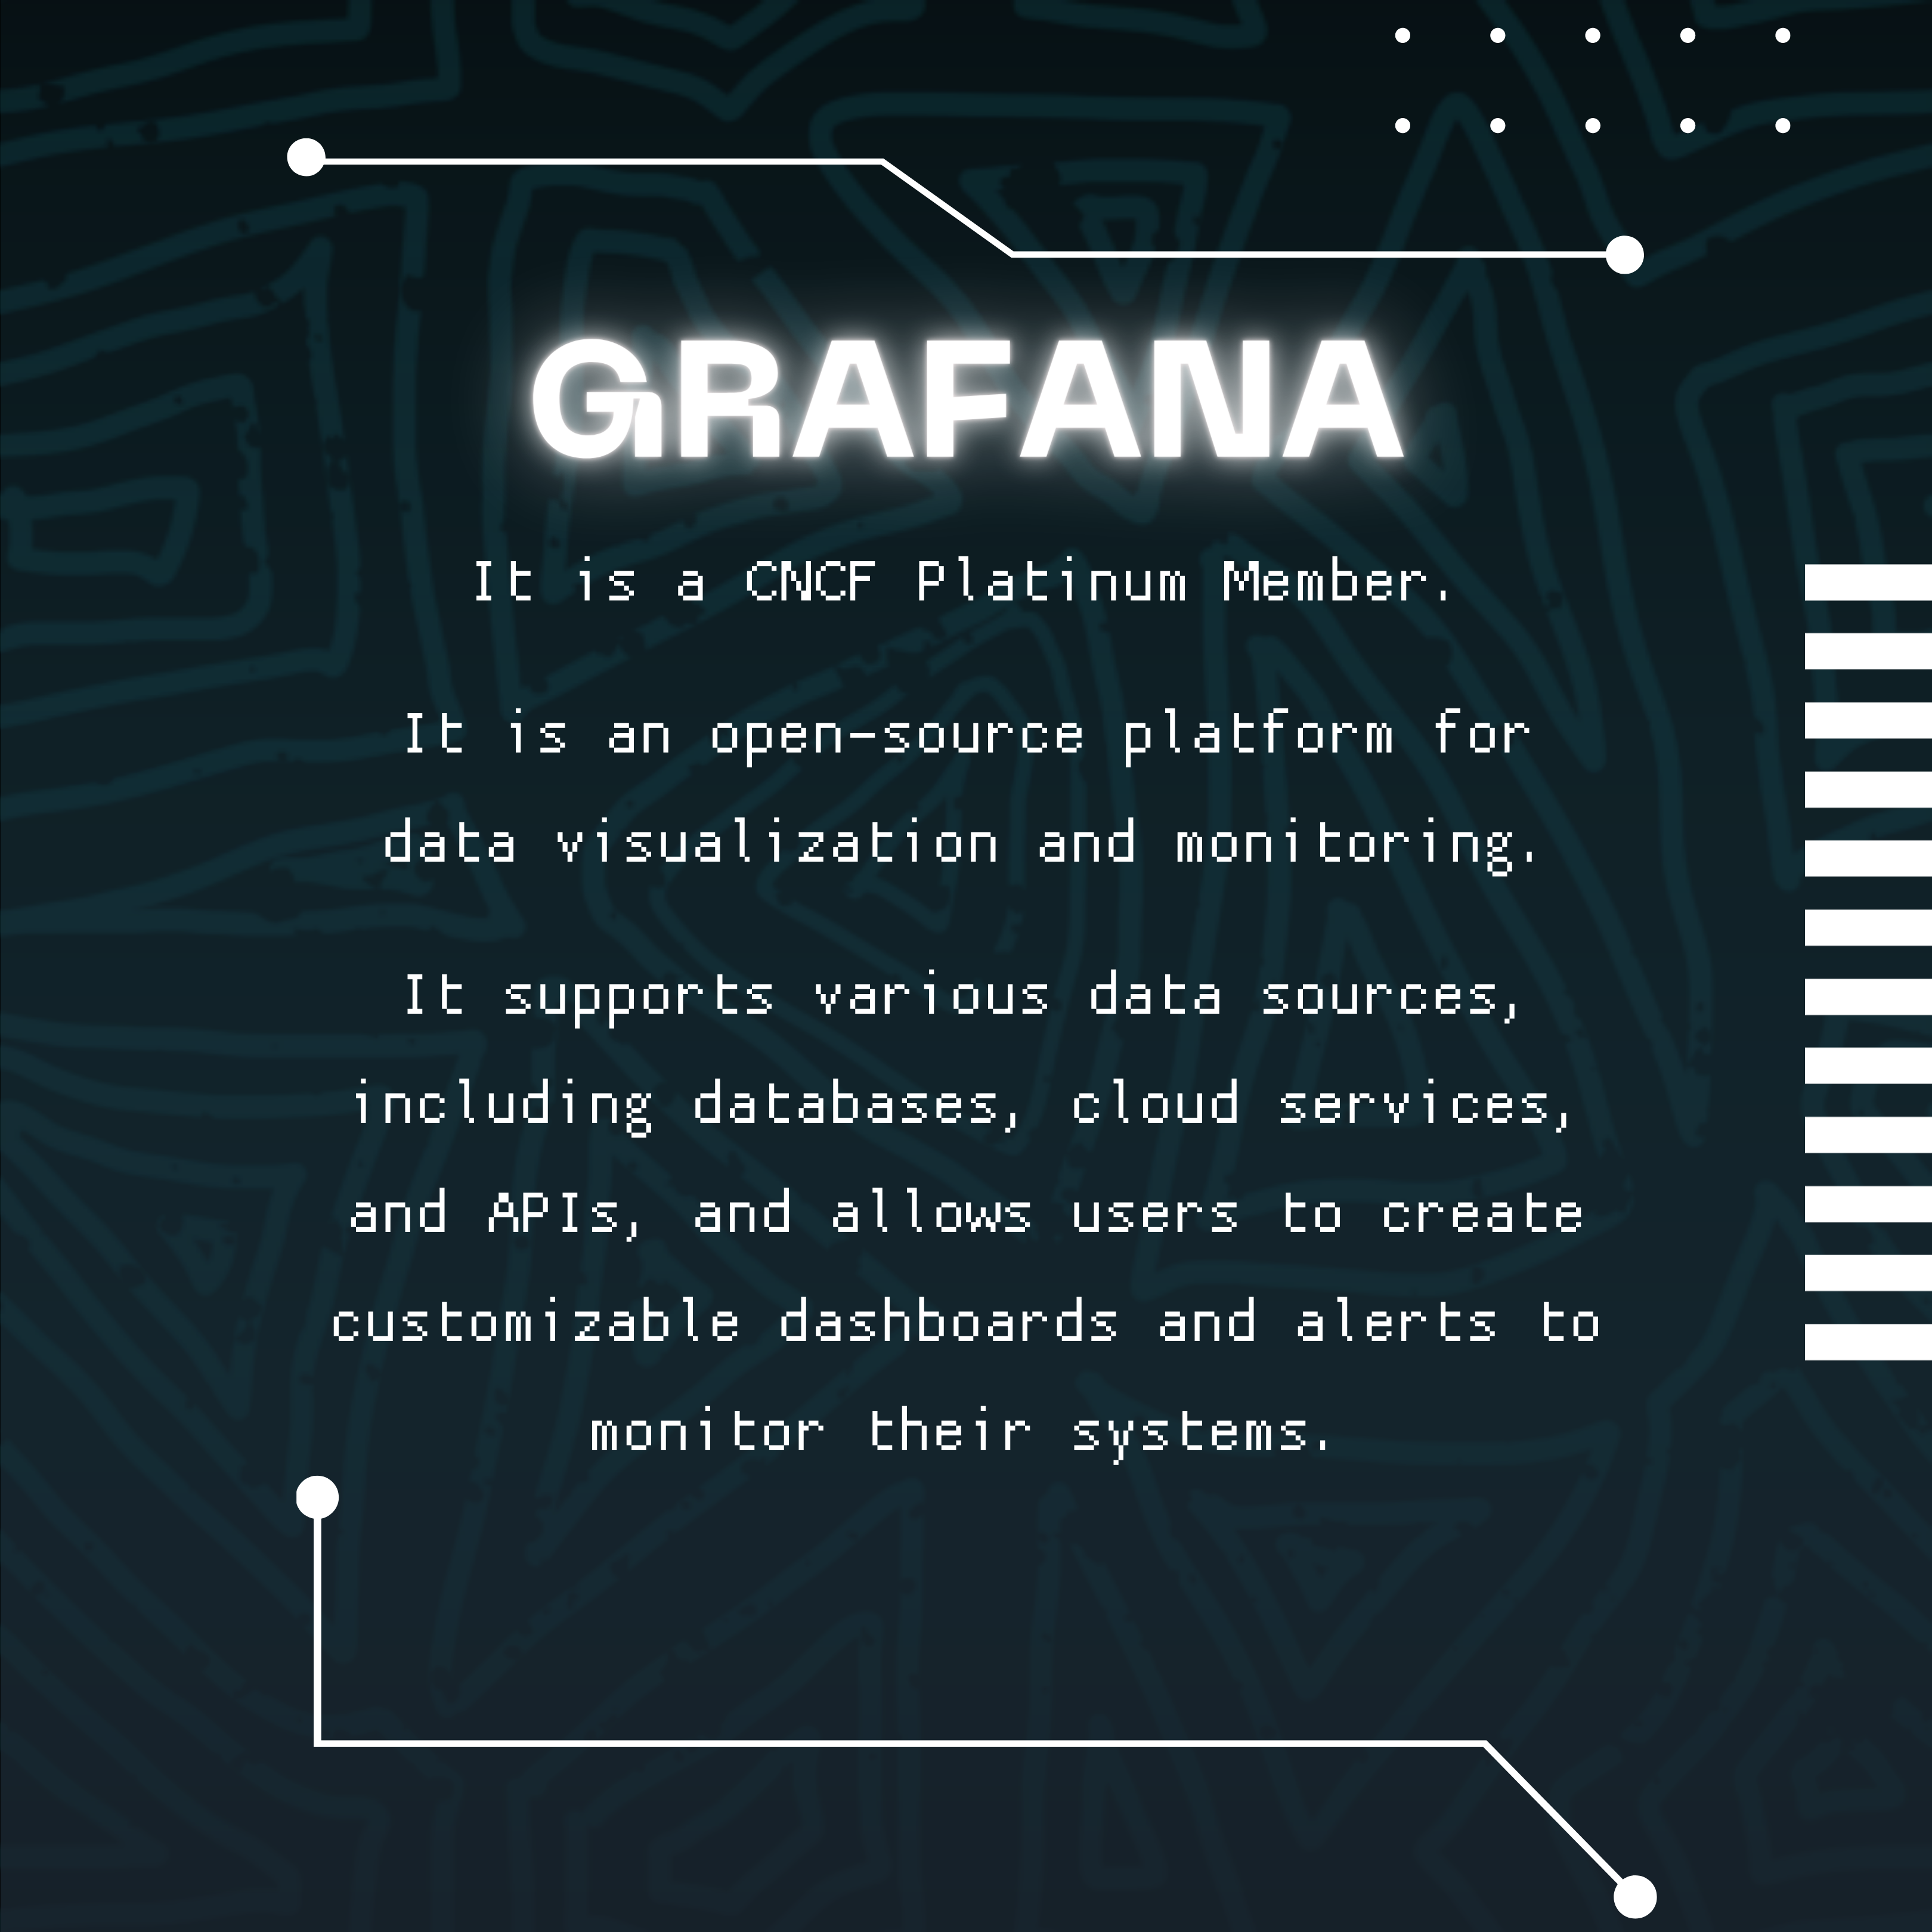 GRAFANA
It is a CNCF Platinum Member.
It is an open-source platform for
data visualization and monitoring.
It supports various data sources,
including databases, cloud services,
and APIs, and allows users to create
customizable dashboards and alerts to
monitor their systems.